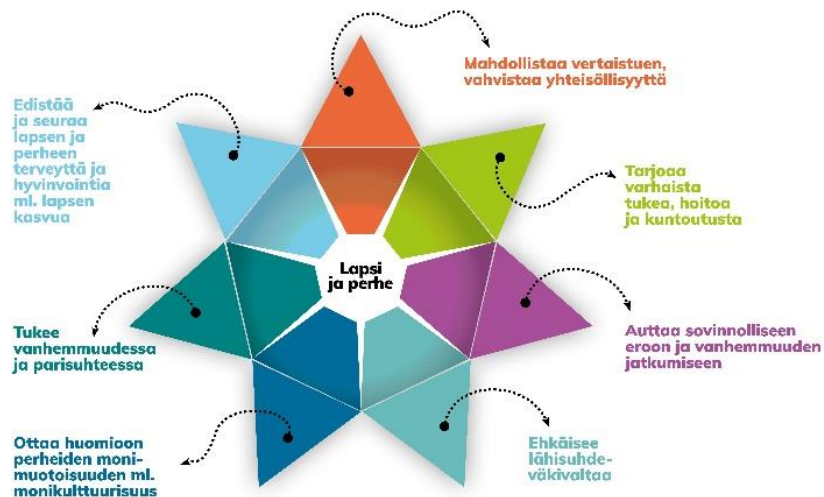 Mahdollistaa vertaistuen,
vahvistaa yhteisöllisyyttä
Edistää
ja seuraa
lapsen ja
perheen
terveyttä ja
hyvinvointia
ml. lapsen
kasvua
Tarjoaa
varhaista
tukea, hoitoa
ja kuntoutusta
Lapsi
ja perhe
Tukee
vanhemmuudessa
ja parisuhteessa
Auttaa sovinnolliseen
eroon ja vanhemmuuden
jatkumiseen
Ottaa huomioon
perheiden moni-
muotoisuuden ml.
monikulttuurisuus
Ehkäisee
lähisuhde-
väkivaltaa